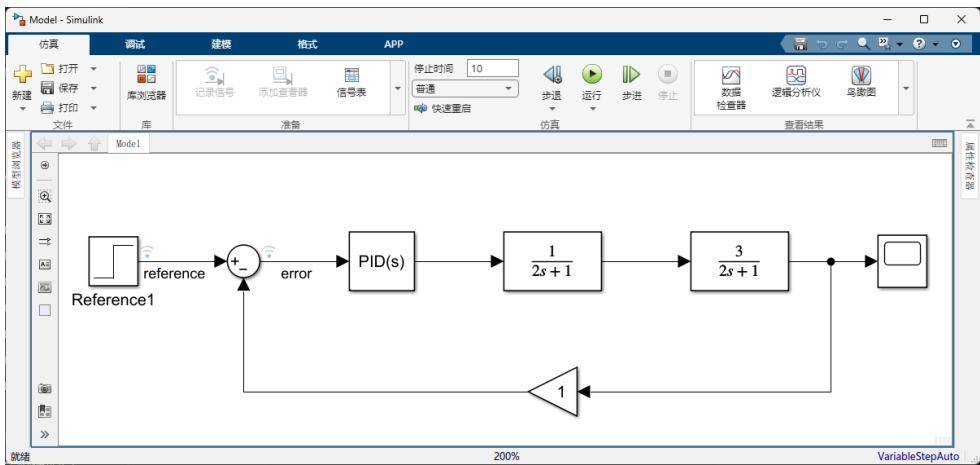 Model - Simulink
仿真 调试 建模 格式 APP
新建
打开
保存
打印
文件
库浏览器
库
记录信号 添加查看器 信号表
准备
停止时间 10
普通
快速重启
步退 运行 步进 停止
仿真
数据
检查器
逻辑分析仪 鸟瞰图
查看结果
模型浏览器
Model
属性检查器
Reference1
reference
+
−
error
PID(s)
1
2s + 1
3
2s + 1
1
就绪 200% VariableStepAuto